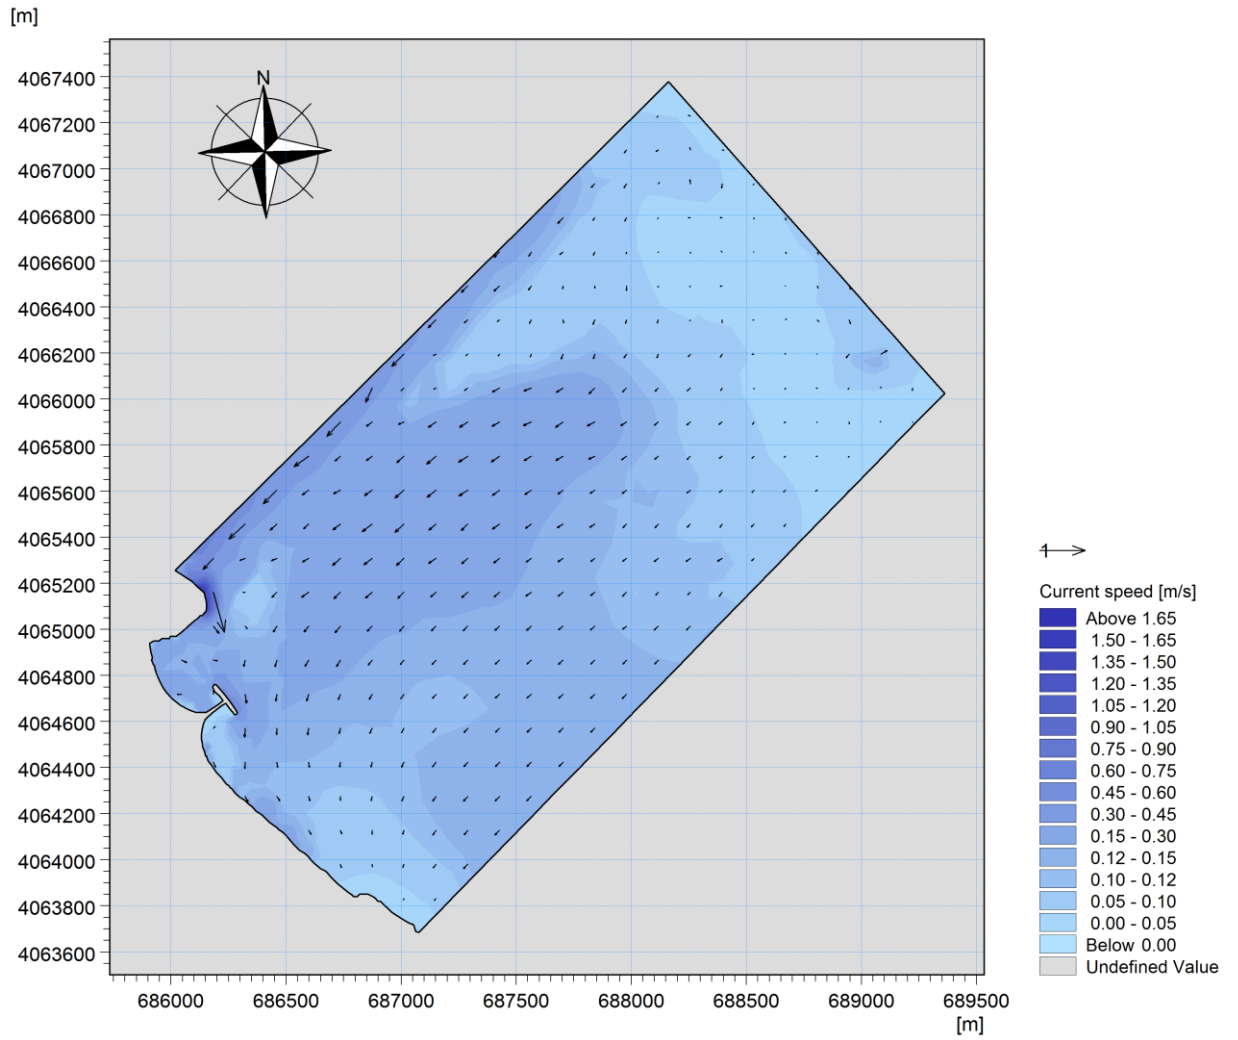 [m]
N
4067400
4067200
4067000
4066800
4066600
4066400
4066200
4066000
4065800
4065600
4065400
4065200
4065000
4064800
4064600
4064400
4064200
4064000
4063800
4063600
686000 686500 687000 687500 688000 688500 689000 689500
[m]
1
Current speed [m/s]
Above 1.65
1.50 - 1.65
1.35 - 1.50
1.20 - 1.35
1.05 - 1.20
0.90 - 1.05
0.75 - 0.90
0.60 - 0.75
0.45 - 0.60
0.30 - 0.45
0.15 - 0.30
0.12 - 0.15
0.10 - 0.12
0.05 - 0.10
0.00 - 0.05
Below 0.00
Undefined Value